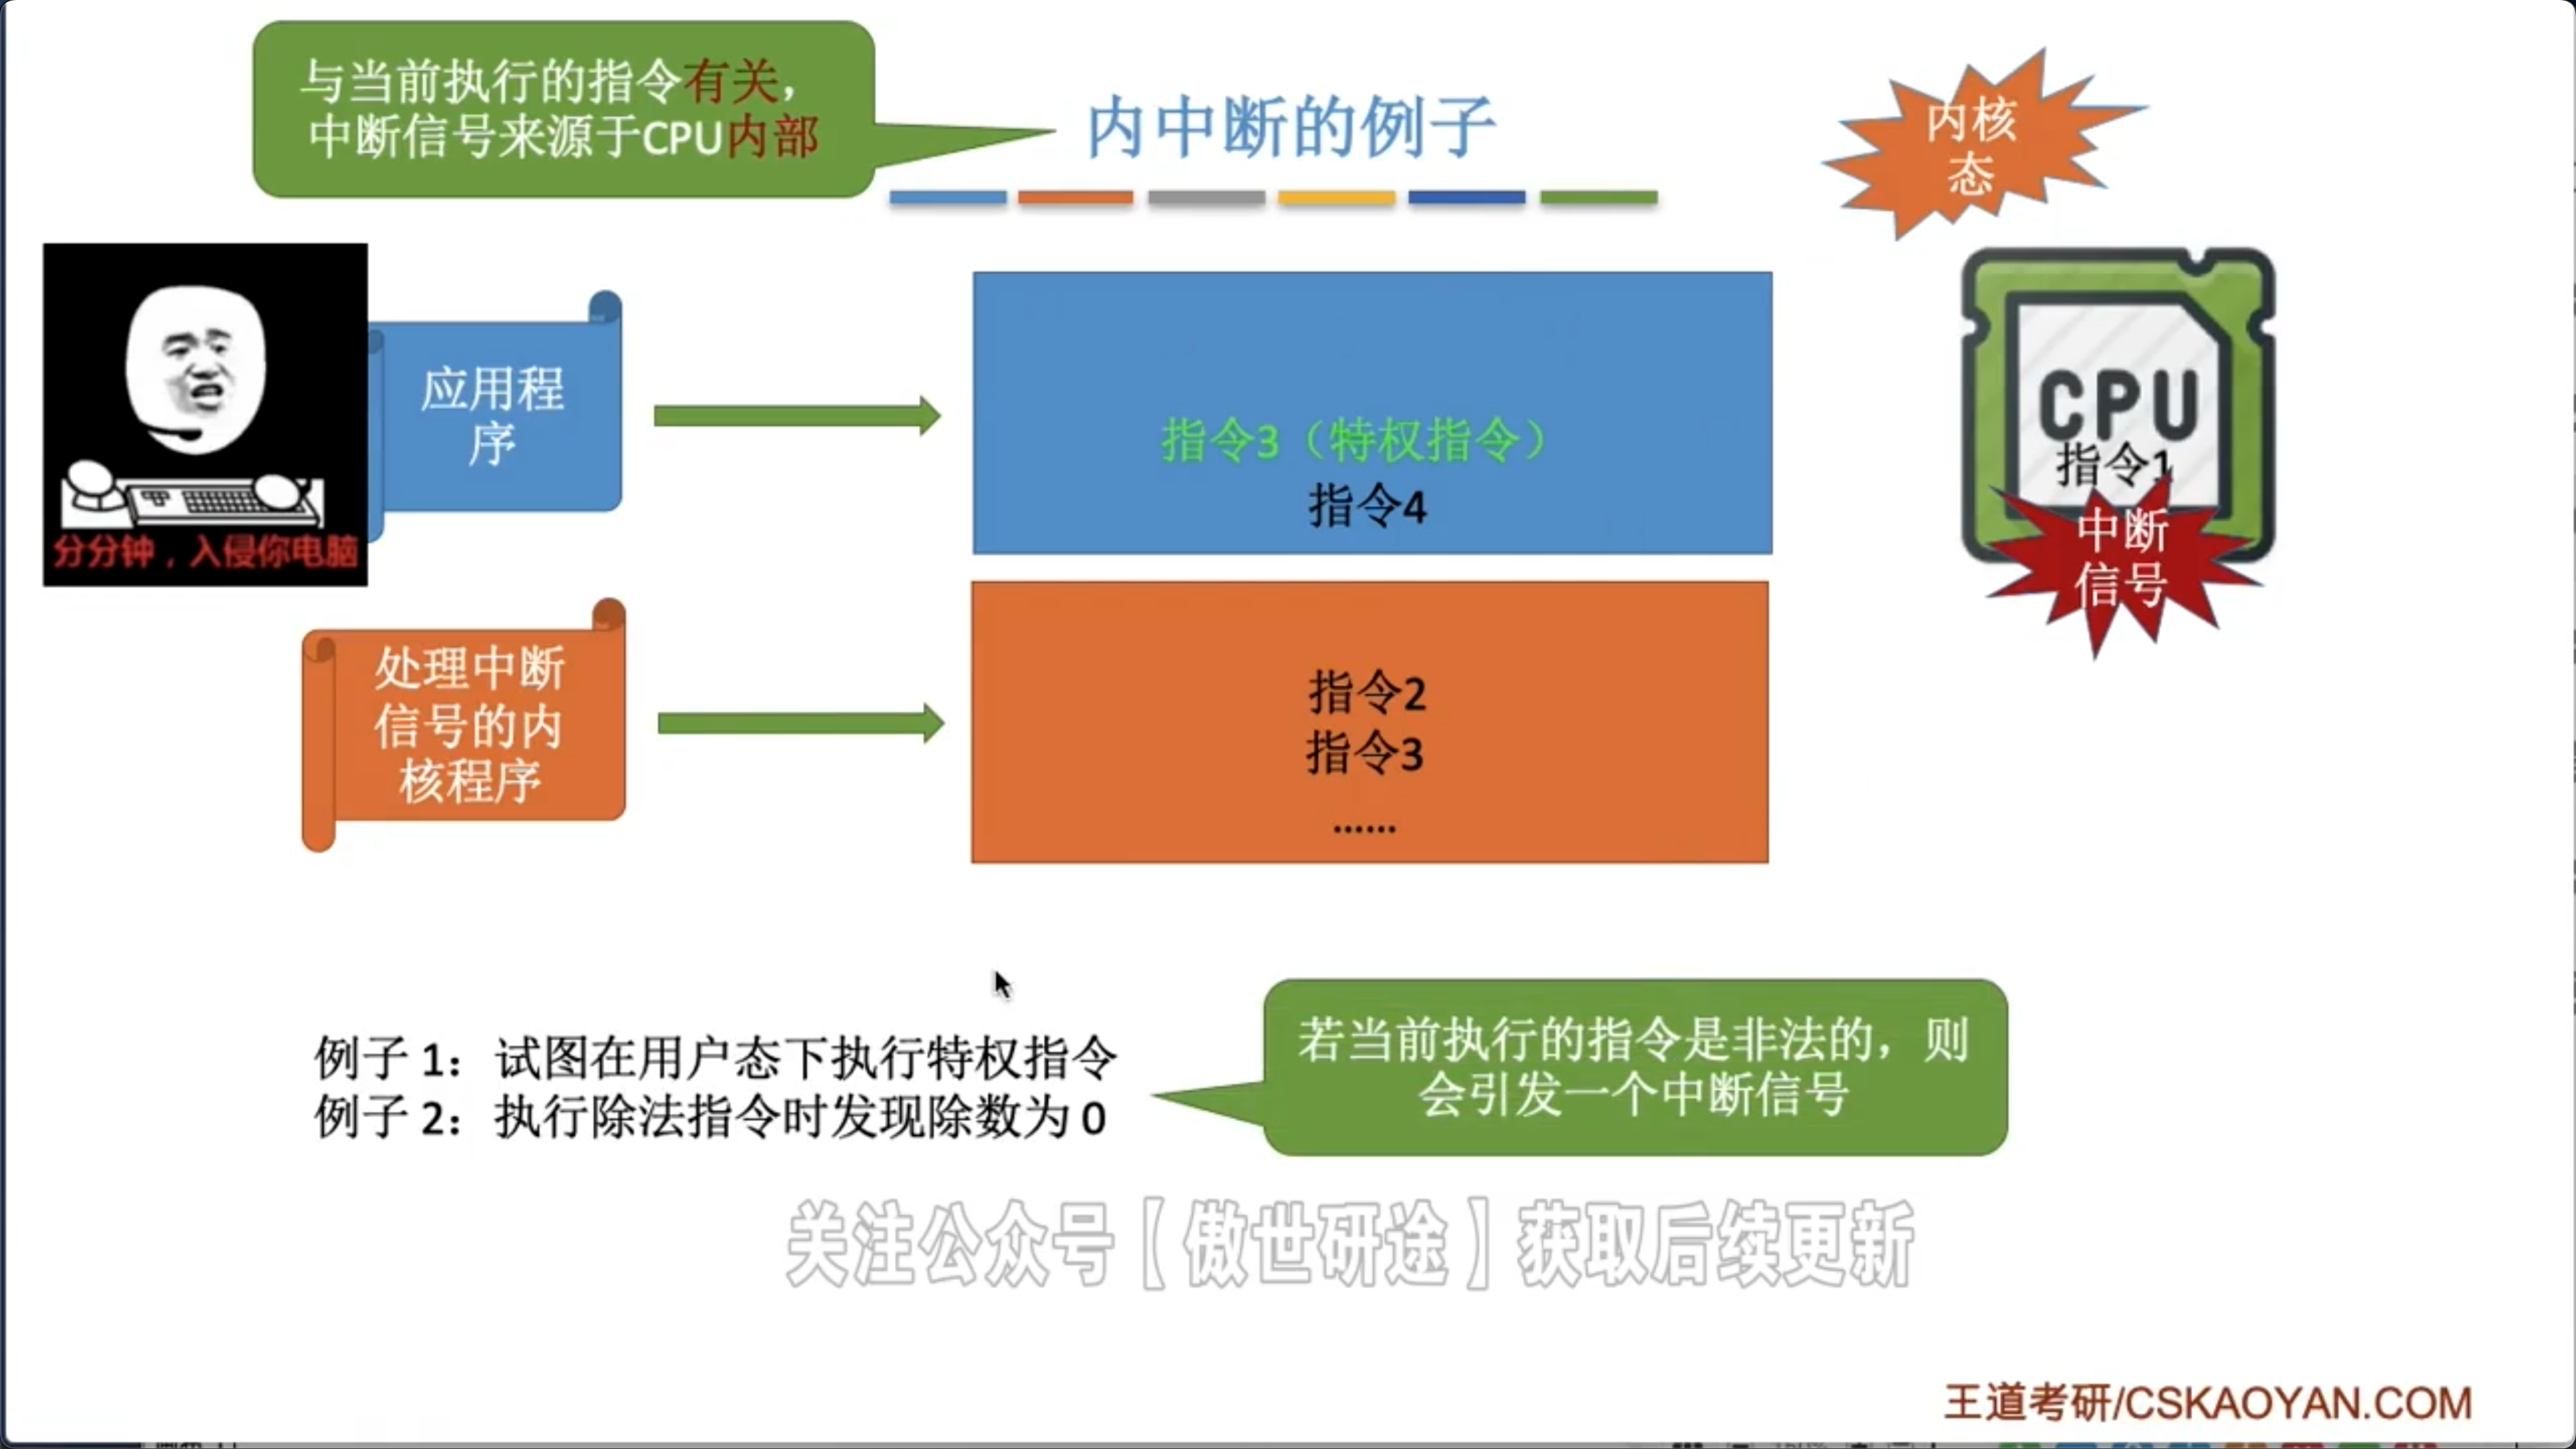 与当前执行的指令有关，
中断信号来源于CPU内部
内中断的例子
内核
态
应用程
序
分分钟，入侵你电脑
指令3（特权指令）
指令4
CPU
指令1
中断
信号
处理中断
信号的内
核程序
指令2
指令3
……
例子 1：试图在用户态下执行特权指令
例子 2：执行除法指令时发现除数为 0
若当前执行的指令是非法的，则
会引发一个中断信号
关注公众号【傲世研途】获取后续更新
王道考研/CSKAOYAN.COM